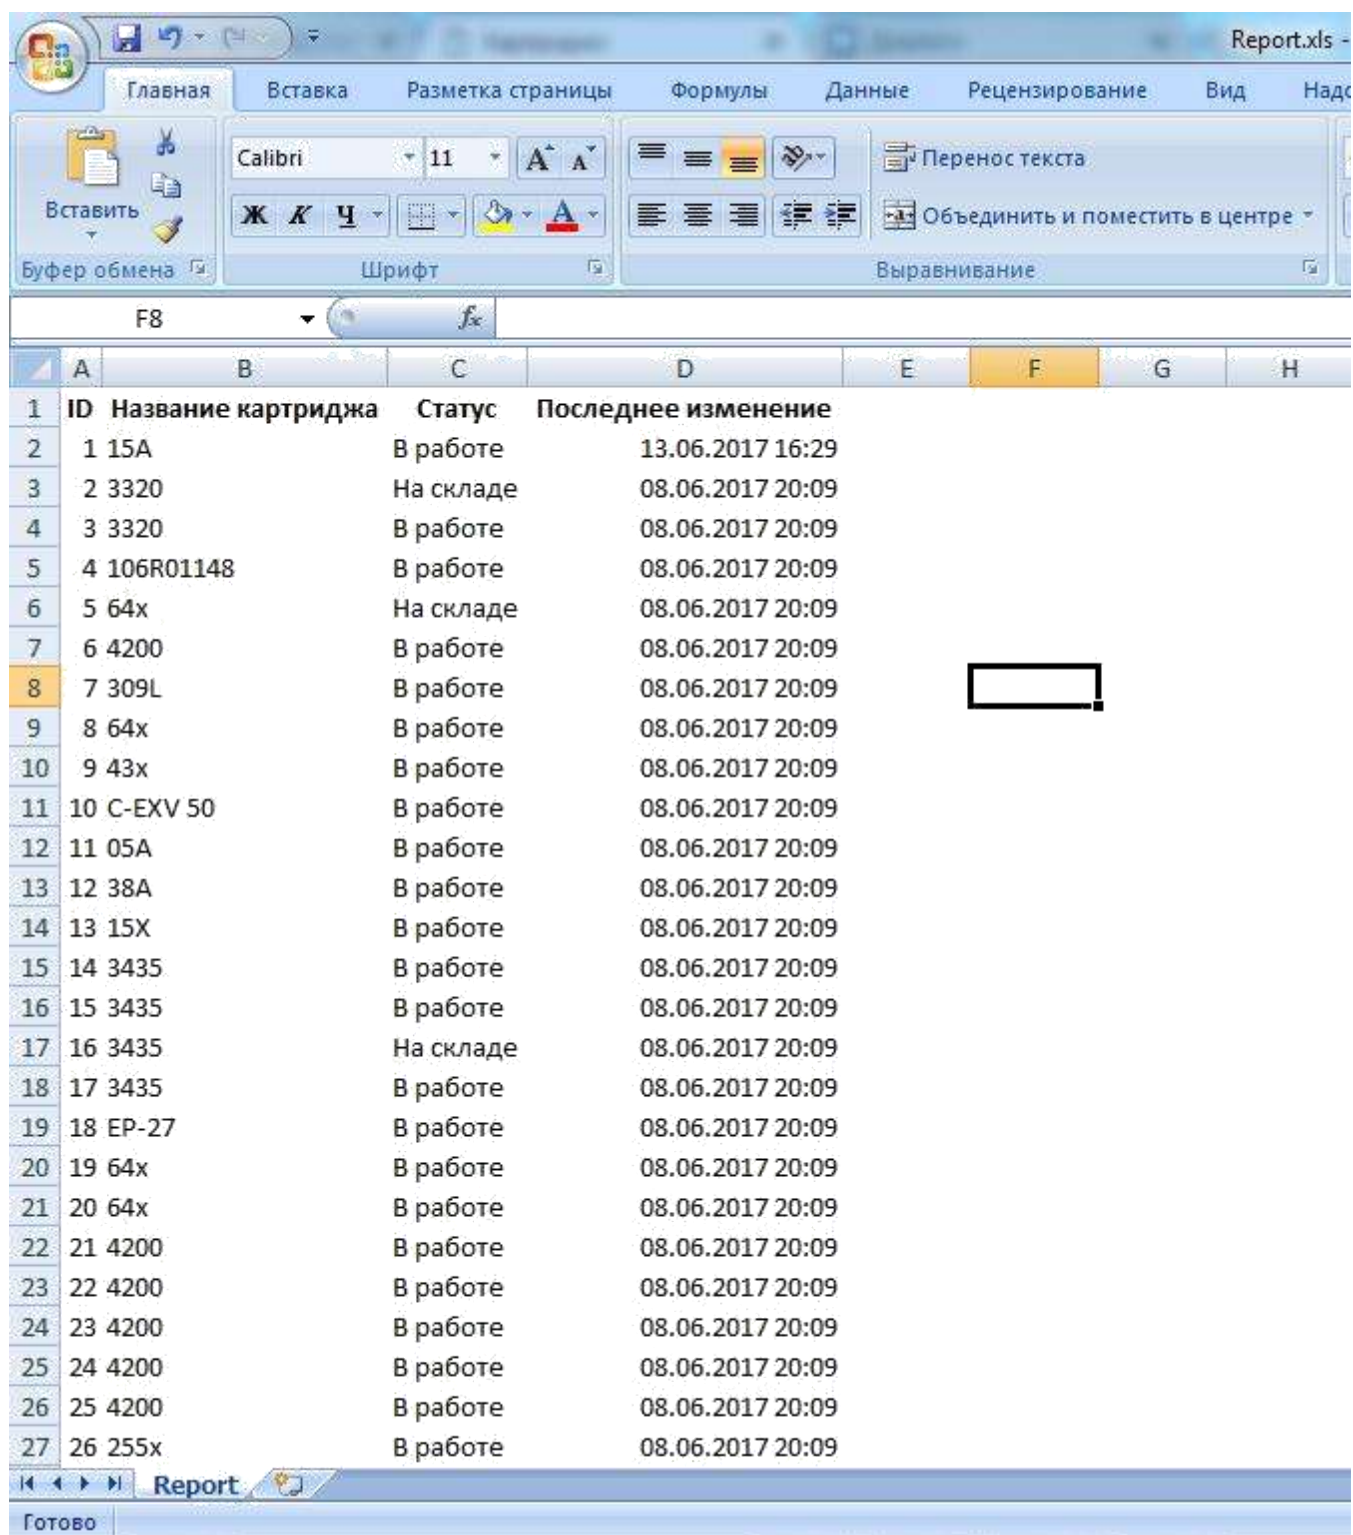 Report.xls -
Главная Вставка Разметка страницы Формулы Данные Рецензирование Вид Надс
Calibri 11 А А Перенос текста
Вставить Ж К Ч А Объединить и поместить в центре
Буфер обмена Шрифт Выравнивание
F8 fx
A B C D E F G H
1 ID Название картриджа Статус Последнее изменение
2 1 15A В работе 13.06.2017 16:29
3 2 3320 На складе 08.06.2017 20:09
4 3 3320 В работе 08.06.2017 20:09
5 4 106R01148 В работе 08.06.2017 20:09
6 5 64x На складе 08.06.2017 20:09
7 6 4200 В работе 08.06.2017 20:09
8 7 309L В работе 08.06.2017 20:09
9 8 64x В работе 08.06.2017 20:09
10 9 43x В работе 08.06.2017 20:09
11 10 C-EXV 50 В работе 08.06.2017 20:09
12 11 05A В работе 08.06.2017 20:09
13 12 38A В работе 08.06.2017 20:09
14 13 15X В работе 08.06.2017 20:09
15 14 3435 В работе 08.06.2017 20:09
16 15 3435 В работе 08.06.2017 20:09
17 16 3435 На складе 08.06.2017 20:09
18 17 3435 В работе 08.06.2017 20:09
19 18 EP-27 В работе 08.06.2017 20:09
20 19 64x В работе 08.06.2017 20:09
21 20 64x В работе 08.06.2017 20:09
22 21 4200 В работе 08.06.2017 20:09
23 22 4200 В работе 08.06.2017 20:09
24 23 4200 В работе 08.06.2017 20:09
25 24 4200 В работе 08.06.2017 20:09
26 25 4200 В работе 08.06.2017 20:09
27 26 255x В работе 08.06.2017 20:09
Report
Готово